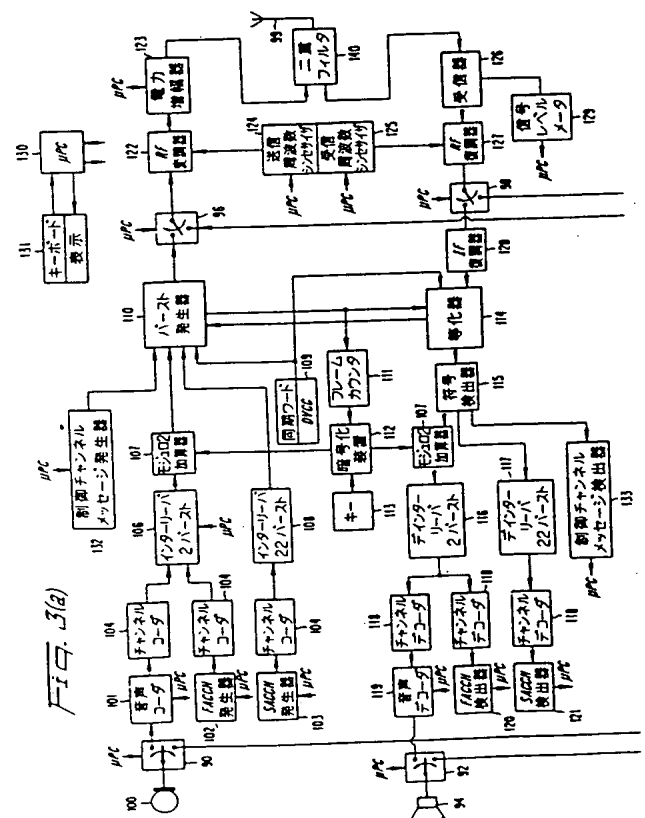 FIG. 3(a)
100
μPC
90
音声
コーダ
101
μPC
FACCH
発生器
102
μPC
SACCH
発生器
103
μPC
チャンネル
コーダ
104
チャンネル
コーダ
104
チャンネル
コーダ
104
インターリーバ
2バースト
106
μPC
インターリーバ
22バースト
108
モジュロ2
加算器
107
制御チャンネル
メッセージ発生器
132
μPC
バースト
発生器
110
同期ワード
DVCC
109
フレーム
カウンタ
111
暗号化
装置
112
キー
113
モジュロ2
加算器
107
等化器
114
符号
検出器
115
デインター
リーバ
2バースト
116
デインター
リーバ
22バースト
117
制御チャンネル
メッセージ検出器
133
μPC
チャンネル
デコーダ
118
チャンネル
デコーダ
118
チャンネル
デコーダ
118
音声
デコーダ
119
μPC
FACCH
検出器
120
μPC
SACCH
検出器
121
μPC
μPC
92
94
キーボード
表示
131
μPC
130
μPC
96
RF
変調器
122
電力
増幅器
123
μPC
二重
フィルタ
140
99
送信
周波数
シンセサイザ
124
μPC
受信
周波数
シンセサイザ
125
μPC
受信器
126
RF
復調器
127
信号
レベル
メータ
129
μPC
μPC
98
IF
復調器
128